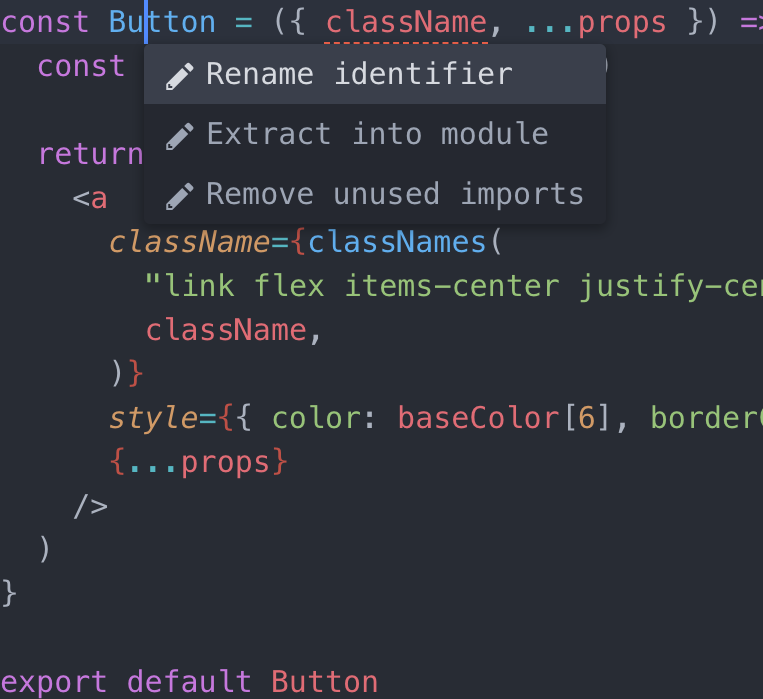 const Button = ({ className, ...props }) =>
const )
Rename identifier
Extract into module
return
Remove unused imports
<a
className={classNames(
"link flex items-center justify-cen
className,
)}
style={{ color: baseColor[6], borderC
{...props}
/>
)
}
export default Button